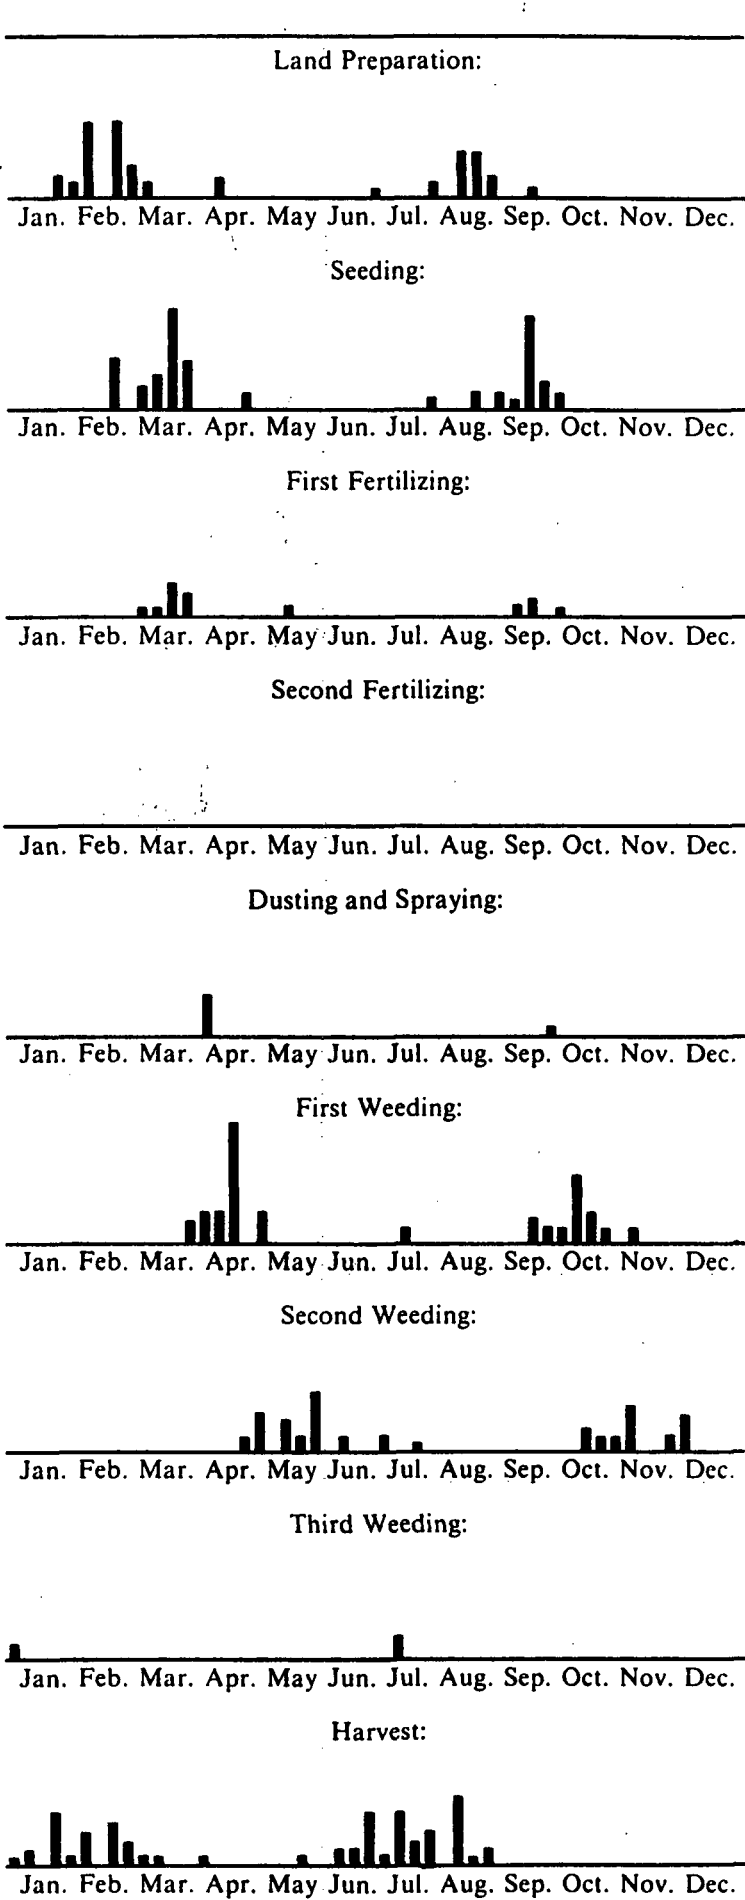 Land Preparation:
Jan. Feb. Mar. Apr. May Jun. Jul. Aug. Sep. Oct. Nov. Dec.
Seeding:
Jan. Feb. Mar. Apr. May Jun. Jul. Aug. Sep. Oct. Nov. Dec.
First Fertilizing:
Jan. Feb. Mar. Apr. May Jun. Jul. Aug. Sep. Oct. Nov. Dec.
Second Fertilizing:
Jan. Feb. Mar. Apr. May Jun. Jul. Aug. Sep. Oct. Nov. Dec.
Dusting and Spraying:
Jan. Feb. Mar. Apr. May Jun. Jul. Aug. Sep. Oct. Nov. Dec.
First Weeding:
Jan. Feb. Mar. Apr. May Jun. Jul. Aug. Sep. Oct. Nov. Dec.
Second Weeding:
Jan. Feb. Mar. Apr. May Jun. Jul. Aug. Sep. Oct. Nov. Dec.
Third Weeding:
Jan. Feb. Mar. Apr. May Jun. Jul. Aug. Sep. Oct. Nov. Dec.
Harvest:
Jan. Feb. Mar. Apr. May Jun. Jul. Aug. Sep. Oct. Nov. Dec.